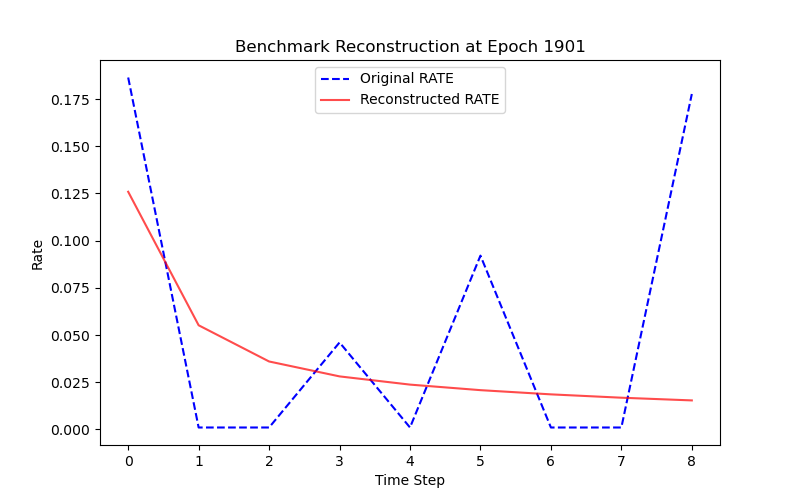 Benchmark Reconstruction at Epoch 1901
Original RATE
Reconstructed RATE
0.175
0.150
0.125
0.100
0.075
0.050
0.025
0.000
Rate
0 1 2 3 4 5 6 7 8
Time Step